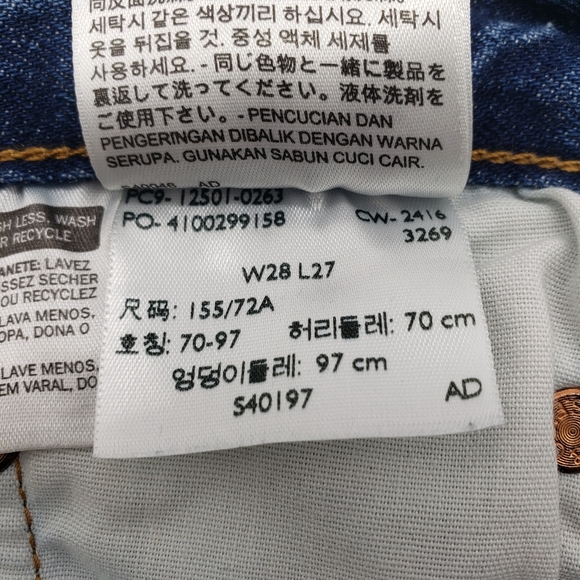 세탁시 같은 색상끼리 하십시오. 세탁시
옷을 뒤집을 것. 중성 액체 세제를
사용하세요. - 同じ色物と一緒に製品を
裏返して洗ってください。液体洗剤を
ご使用下さい。- PENCUCIAN DAN
PENGERINGAN DIBALIK DENGAN WARNA
SERUPA. GUNAKAN SABUN CUCI CAIR.
AD
PC9- 12501-0263
PO- 4100299158
CW- 2416
3269
W28 L27
尺码: 155/72A
호칭: 70-97
허리둘레: 70 cm
엉덩이둘레: 97 cm
S40197
AD
SH LESS, WASH
R RECYCLE
ANETE: LAVEZ
SSEZ SECHER
OU RECYCLEZ
LAVA MENOS,
OPA, DONA O
LAVE MENOS,
EM VARAL, DO